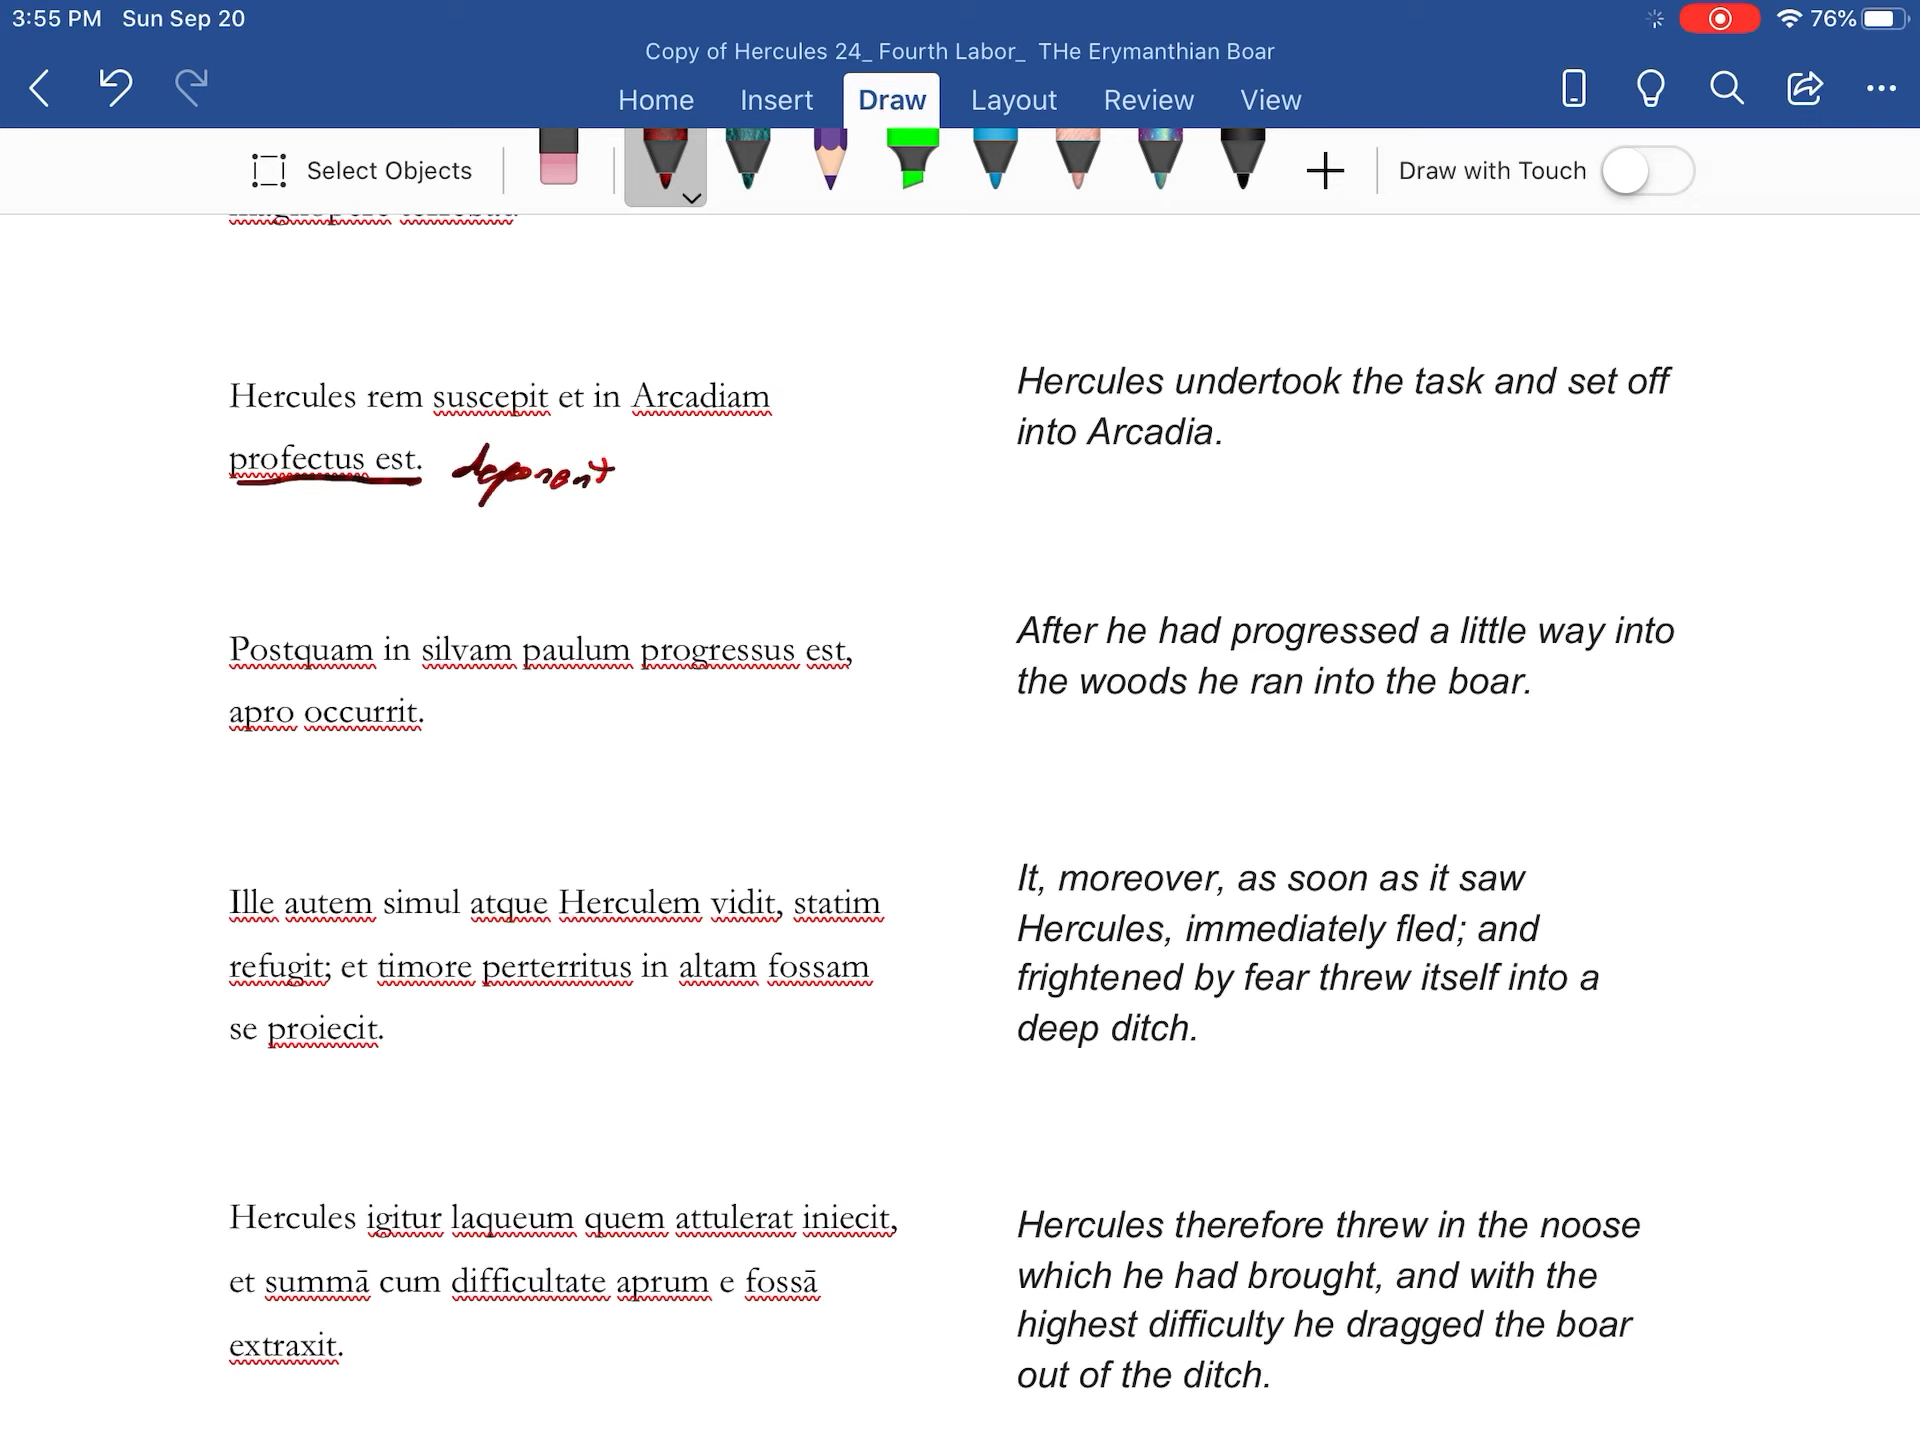 3:55 PM Sun Sep 20
76%
Copy of Hercules 24_ Fourth Labor_ THe Erymanthian Boar
Home Insert Draw Layout Review View
Select Objects
Draw with Touch
Hercules rem suscepit et in Arcadiam
profectus est. deponent
Hercules undertook the task and set off
into Arcadia.
Postquam in silvam paulum progressus est,
apro occurrit.
After he had progressed a little way into
the woods he ran into the boar.
Ille autem simul atque Herculem vidit, statim
refugit; et timore perterritus in altam fossam
se proiecit.
It, moreover, as soon as it saw
Hercules, immediately fled; and
frightened by fear threw itself into a
deep ditch.
Hercules igitur laqueum quem attulerat iniecit,
et summā cum difficultate aprum e fossā
extraxit.
Hercules therefore threw in the noose
which he had brought, and with the
highest difficulty he dragged the boar
out of the ditch.